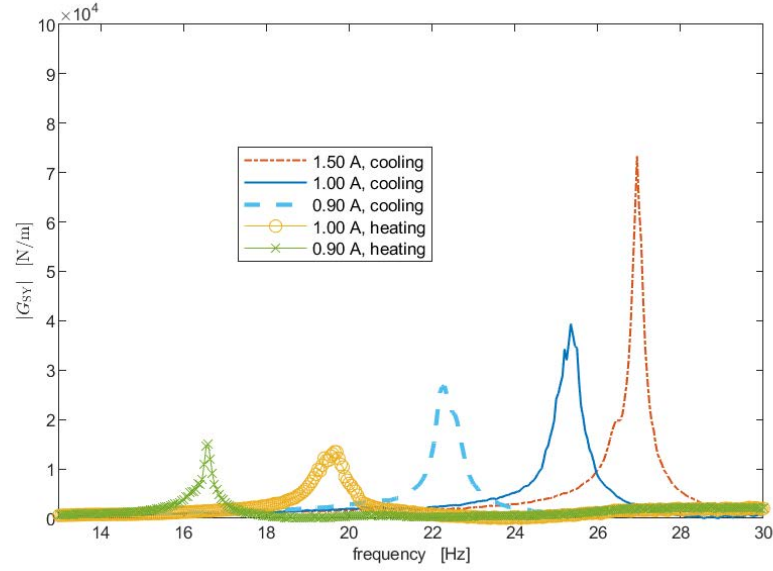 ×10⁴
10
9
8
7
6
5
4
3
2
1
0
|G_SY| [N/m]
1.50 A, cooling
1.00 A, cooling
0.90 A, cooling
1.00 A, heating
0.90 A, heating
14 16 18 20 22 24 26 28 30
frequency [Hz]